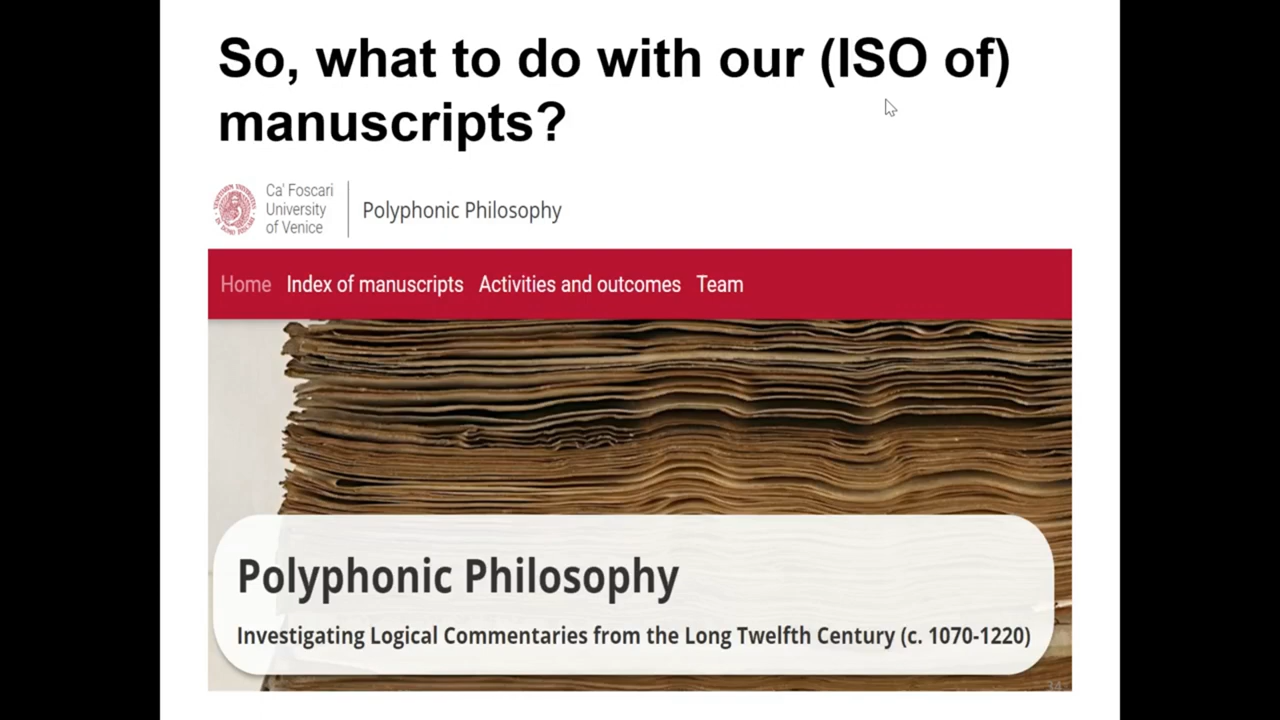 So, what to do with our (ISO of)
manuscripts?
Ca' Foscari
University
of Venice
Polyphonic Philosophy
Home Index of manuscripts Activities and outcomes Team
Polyphonic Philosophy
Investigating Logical Commentaries from the Long Twelfth Century (c. 1070-1220)
34